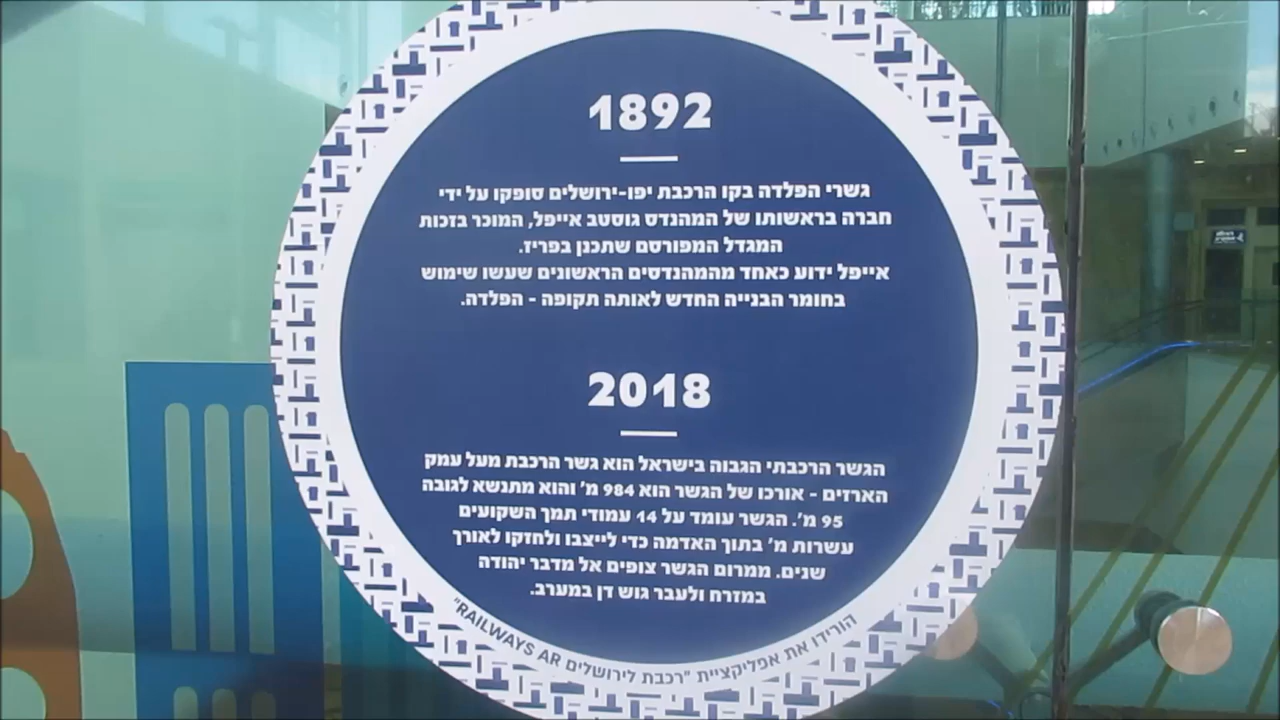 1892
גשרי הפלדה בקו הרכבת יפו-ירושלים סופקו על ידי
חברה בראשותו של המהנדס גוסטב אייפל, המוכר בזכות
המגדל המפורסם שתכנן בפריז.
אייפל ידוע כאחד מהמהנדסים הראשונים שעשו שימוש
בחומר הבנייה החדש לאותה תקופה - הפלדה.
2018
הגשר הרכבתי הגבוה בישראל הוא גשר הרכבת מעל עמק
הארזים - אורכו של הגשר הוא 984 מ' והוא מתנשא לגובה
95 מ'. הגשר עומד על 14 עמודי תמך השקועים
עשרות מ' בתוך האדמה כדי לייצבו ולחזקו לאורך
שנים. ממרום הגשר צופים אל מדבר יהודה
במזרח ולעבר גוש דן במערב.
הורידו את אפליקציית "רכבת לירושלים RAILWAYS AR"